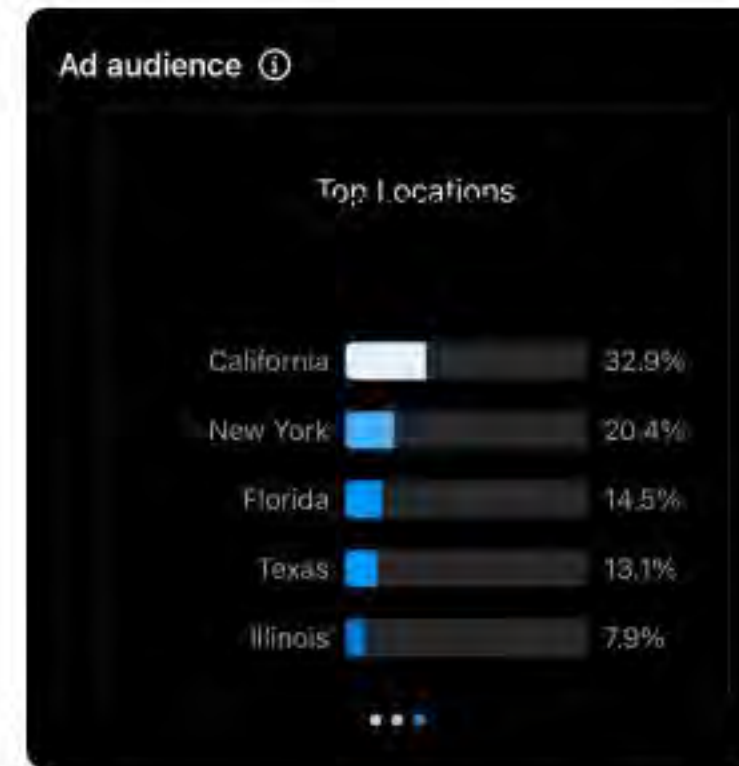 Ad audience
Top Locations
California 32.9%
New York 20.4%
Florida 14.5%
Texas 13.1%
Illinois 7.9%